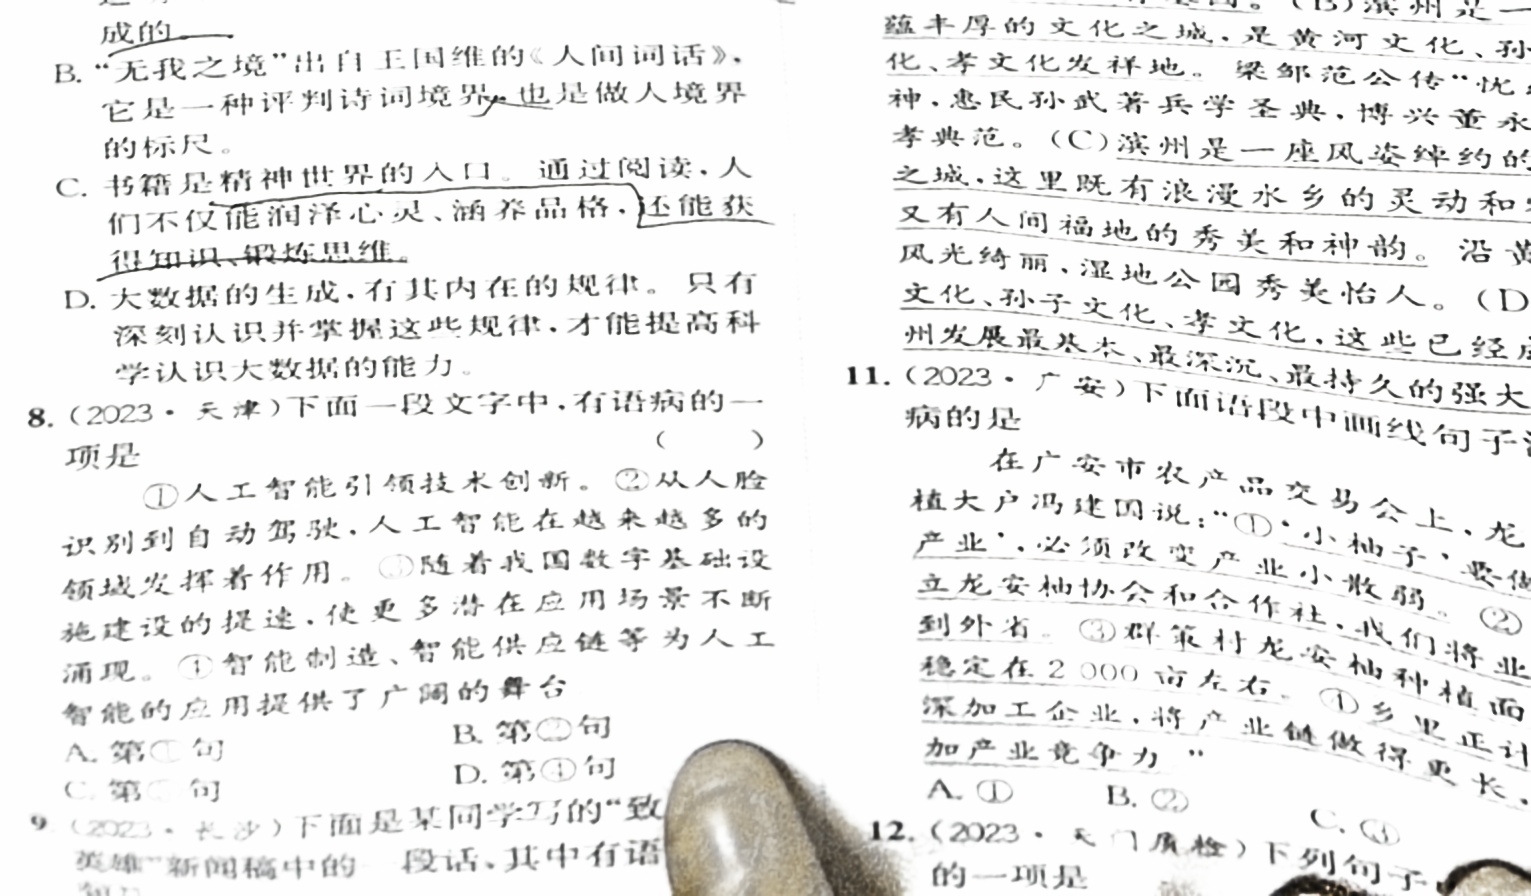 成的
B. “无我之境”出自王国维的《人间词话》,
它是一种评判诗词境界,也是做人境界
的标尺。
C. 书籍是精神世界的入口。通过阅读,人
们不仅能润泽心灵、涵养品格,还能获
得知识、锻炼思维。
D. 大数据的生成,有其内在的规律。只有
深刻认识并掌握这些规律,才能提高科
学认识大数据的能力。
8. (2023·天津)下面一段文字中,有语病的一
项是 ( )
①人工智能引领技术创新。②从人脸
识别到自动驾驶,人工智能在越来越多的
领域发挥着作用。③随着我国数字基础设
施建设的提速,使更多潜在应用场景不断
涌现。④智能制造、智能供应链等为人工
智能的应用提供了广阔的舞台
A. 第①句 B. 第②句
C. 第③句 D. 第④句
9. (2023·长沙)下面是某同学写的“致
英雄”新闻稿中的一段话,其中有语
蕴丰厚的文化之城,是黄河文化、孙
化、孝文化发祥地。梁邹范公传“忧
神,惠民孙武著兵学圣典,博兴董永
孝典范。(C)滨州是一座风姿绰约的
之城,这里既有浪漫水乡的灵动和
又有人间福地的秀美和神韵。沿黄
风光绮丽、湿地公园秀美怡人。(D
文化、孙子文化、孝文化,这些已经
州发展最基本、最深沉、最持久的强大
11. (2023·广安)下面语段中画线句子
病的是
在广安市农产品交易会上,龙
植大户冯建国说:“①‘小柚子’要做
产业’,必须改变产业小散弱。②
立龙安柚协会和合作社,我们将业
到外省。③群策村龙安柚种植面
稳定在2 000亩左右。④乡里正计
深加工企业,将产业链做得更长,
加产业竞争力”
A. ① B. ② C. ③
12. (2023·天门质检)下列句子
的一项是